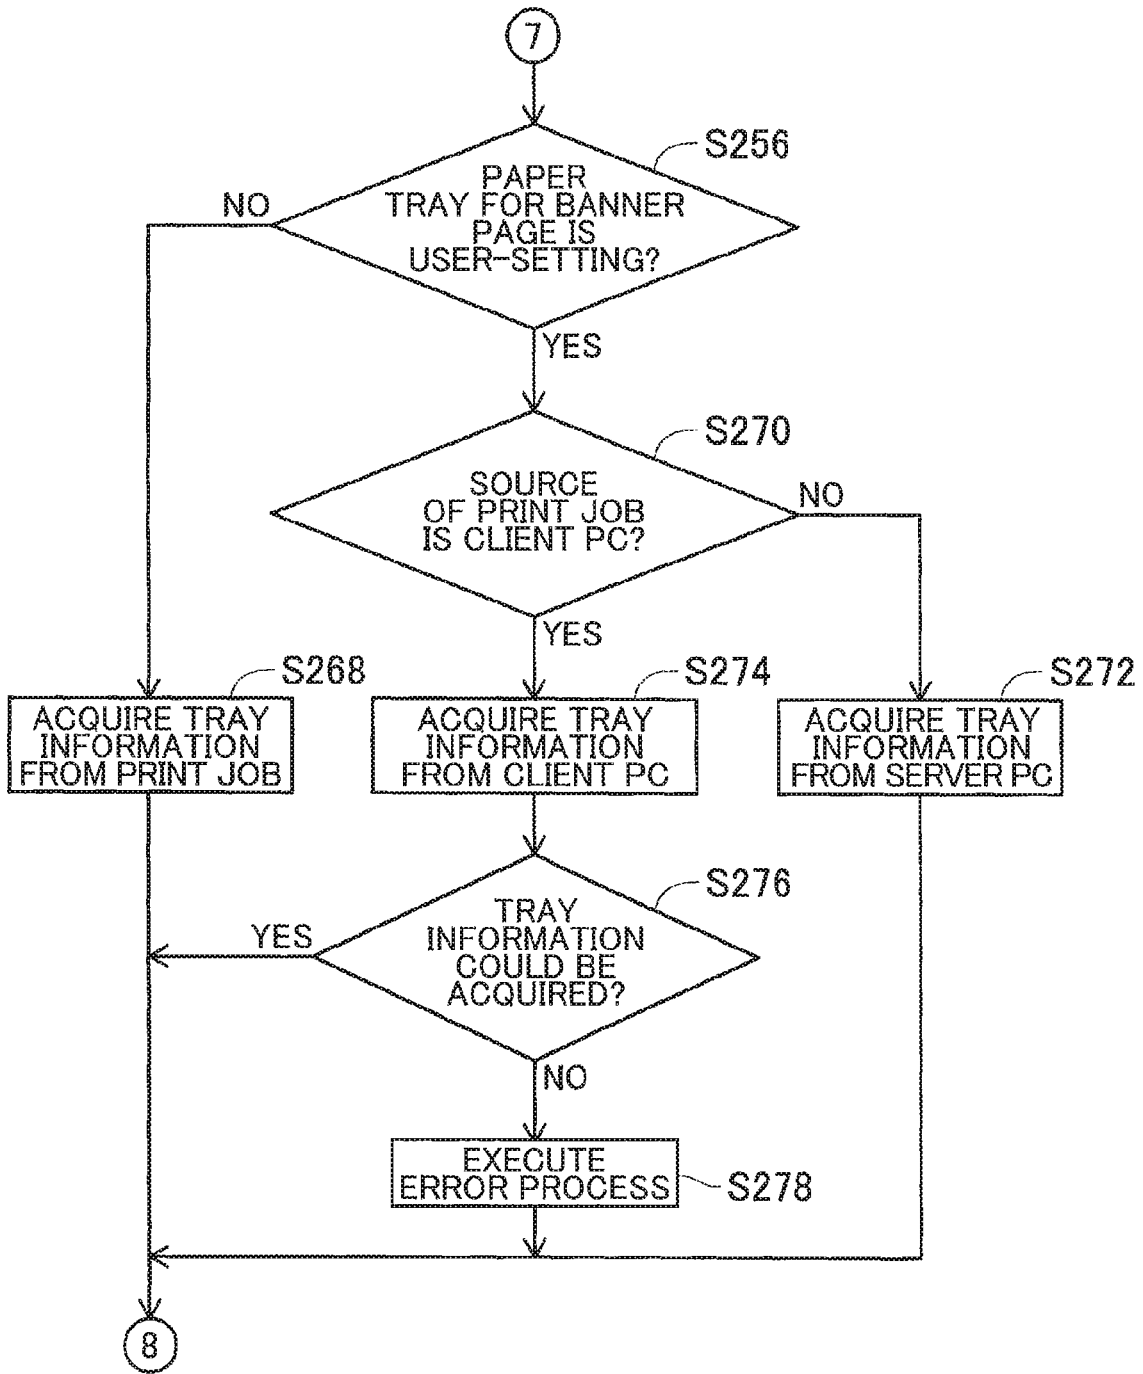 7
S256
PAPER
TRAY FOR BANNER
PAGE IS
USER-SETTING?
NO
YES
S270
SOURCE
OF PRINT JOB
IS CLIENT PC?
NO
YES
S268
ACQUIRE TRAY
INFORMATION
FROM PRINT JOB
S274
ACQUIRE TRAY
INFORMATION
FROM CLIENT PC
S272
ACQUIRE TRAY
INFORMATION
FROM SERVER PC
S276
TRAY
INFORMATION
COULD BE
ACQUIRED?
YES
NO
EXECUTE
ERROR PROCESS
S278
8